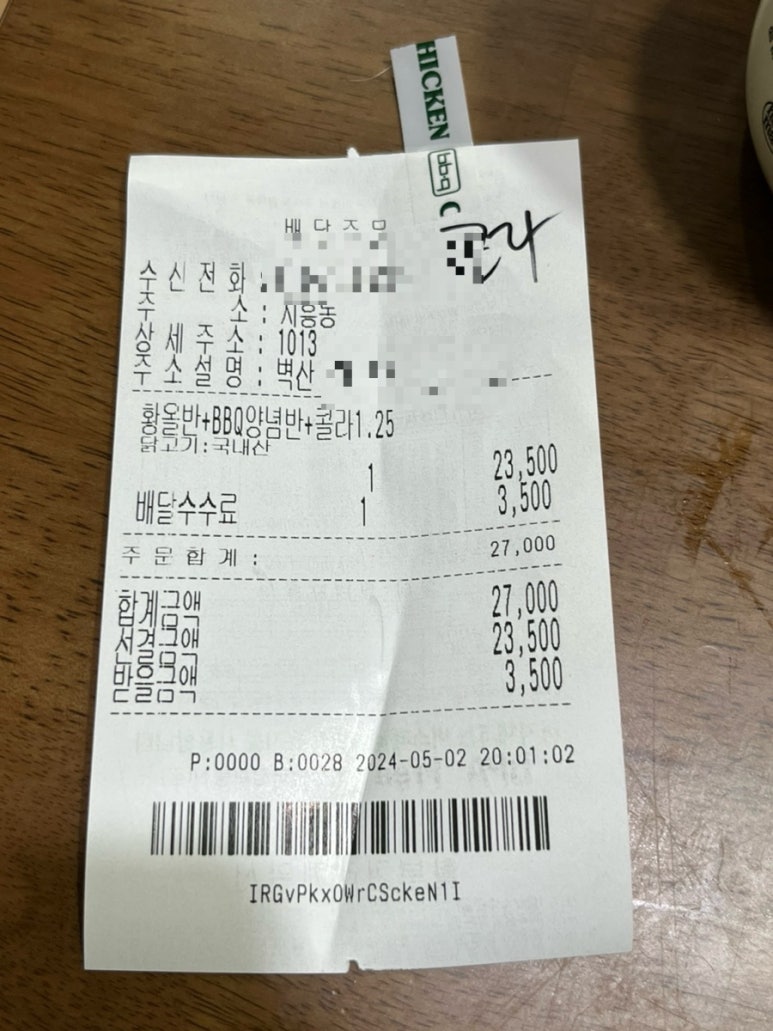 HICKEN bbq C
배달주문
수신전화 :
주 소 : 시흥동
상세주소 : 1013
주소설명 : 벽산
황올반+BBQ양념반+콜라1.25
닭고기:국내산
1 23,500
배달수수료 1 3,500
주문합계 : 27,000
합계금액 27,000
선결금액 23,500
받을금액 3,500
P:0000 B:0028 2024-05-02 20:01:02
IRGvPkxOWrCSckeN1I